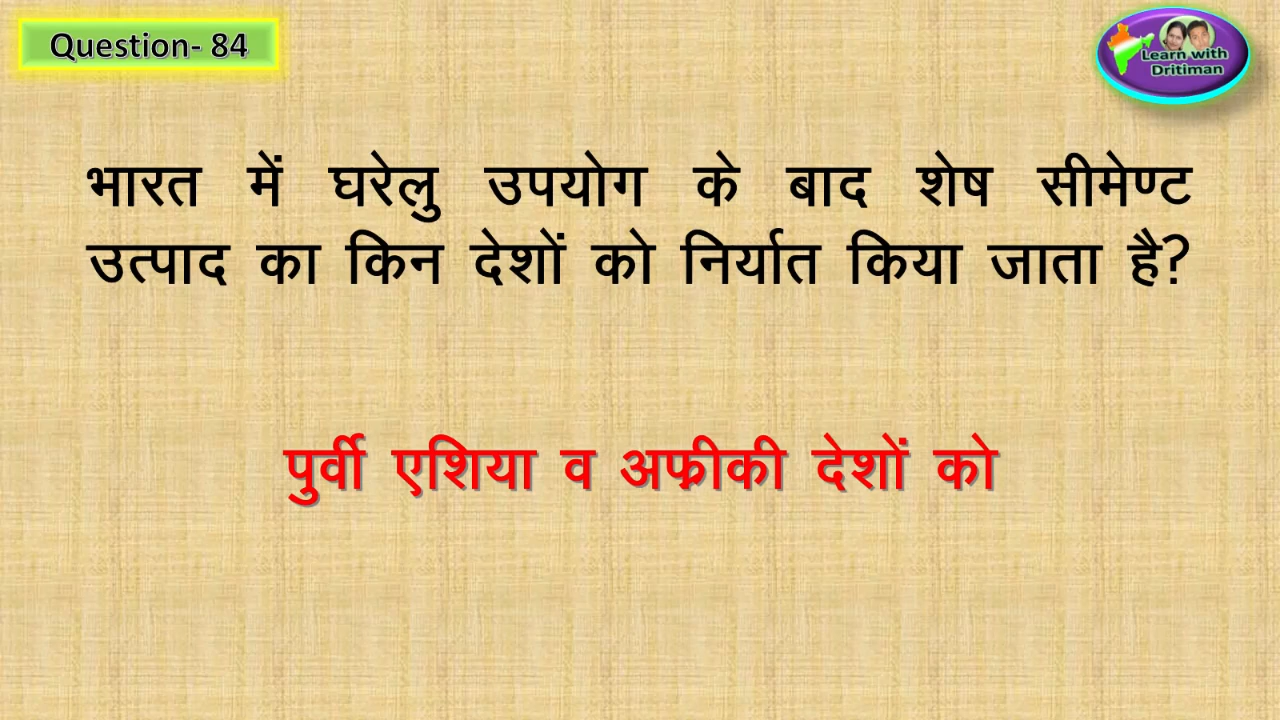 Question- 84
Learn with
Dritiman
भारत में घरेलु उपयोग के बाद शेष सीमेण्ट
उत्पाद का किन देशों को निर्यात किया जाता है?
पुर्वी एशिया व अफ्रीकी देशों को